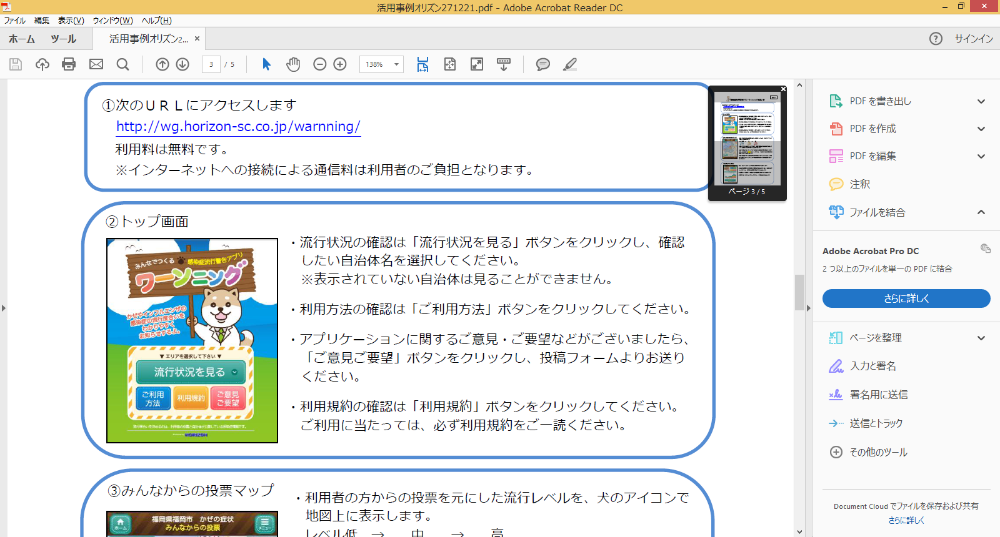 活用事例オリズン271221.pdf - Adobe Acrobat Reader DC
ファイル 編集 表示(V) ウィンドウ(W) ヘルプ(H)
ホーム ツール 活用事例オリズン2... ×
サインイン
3 / 5
138%
①次のＵＲＬにアクセスします
http://wg.horizon-sc.co.jp/warnning/
利用料は無料です。
※インターネットへの接続による通信料は利用者のご負担となります。
ページ 3 / 5
②トップ画面
みんなでつくる 感染症流行警告アプリ
ワーンニング
かぜやインフルエンザの
感染症の流行度合いを
わかりやすく
お知らせするよ。
▼ エリアを選択して下さい ▼
流行状況を見る
ご利用
方法
利用規約
ご意見
ご要望
HORIZON
・流行状況の確認は「流行状況を見る」ボタンをクリックし、確認
したい自治体名を選択してください。
※表示されていない自治体は見ることができません。
・利用方法の確認は「ご利用方法」ボタンをクリックしてください。
・アプリケーションに関するご意見・ご要望などがございましたら、
「ご意見ご要望」ボタンをクリックし、投稿フォームよりお送り
ください。
・利用規約の確認は「利用規約」ボタンをクリックしてください。
ご利用に当たっては、必ず利用規約をご一読ください。
③みんなからの投票マップ
ホーム
福岡県福岡市 かぜの症状
みんなからの投票
メニュー
・利用者の方からの投票を元にした流行レベルを、犬のアイコンで
地図上に表示します。
レベル低 → 中 → 高
PDF を書き出し
PDF を作成
PDF を編集
注釈
ファイルを結合
Adobe Acrobat Pro DC
2 つ以上のファイルを単一の PDF に結合
さらに詳しく
ページを整理
入力と署名
署名用に送信
送信とトラック
その他のツール
Document Cloud でファイルを保存および共有
さらに詳しく